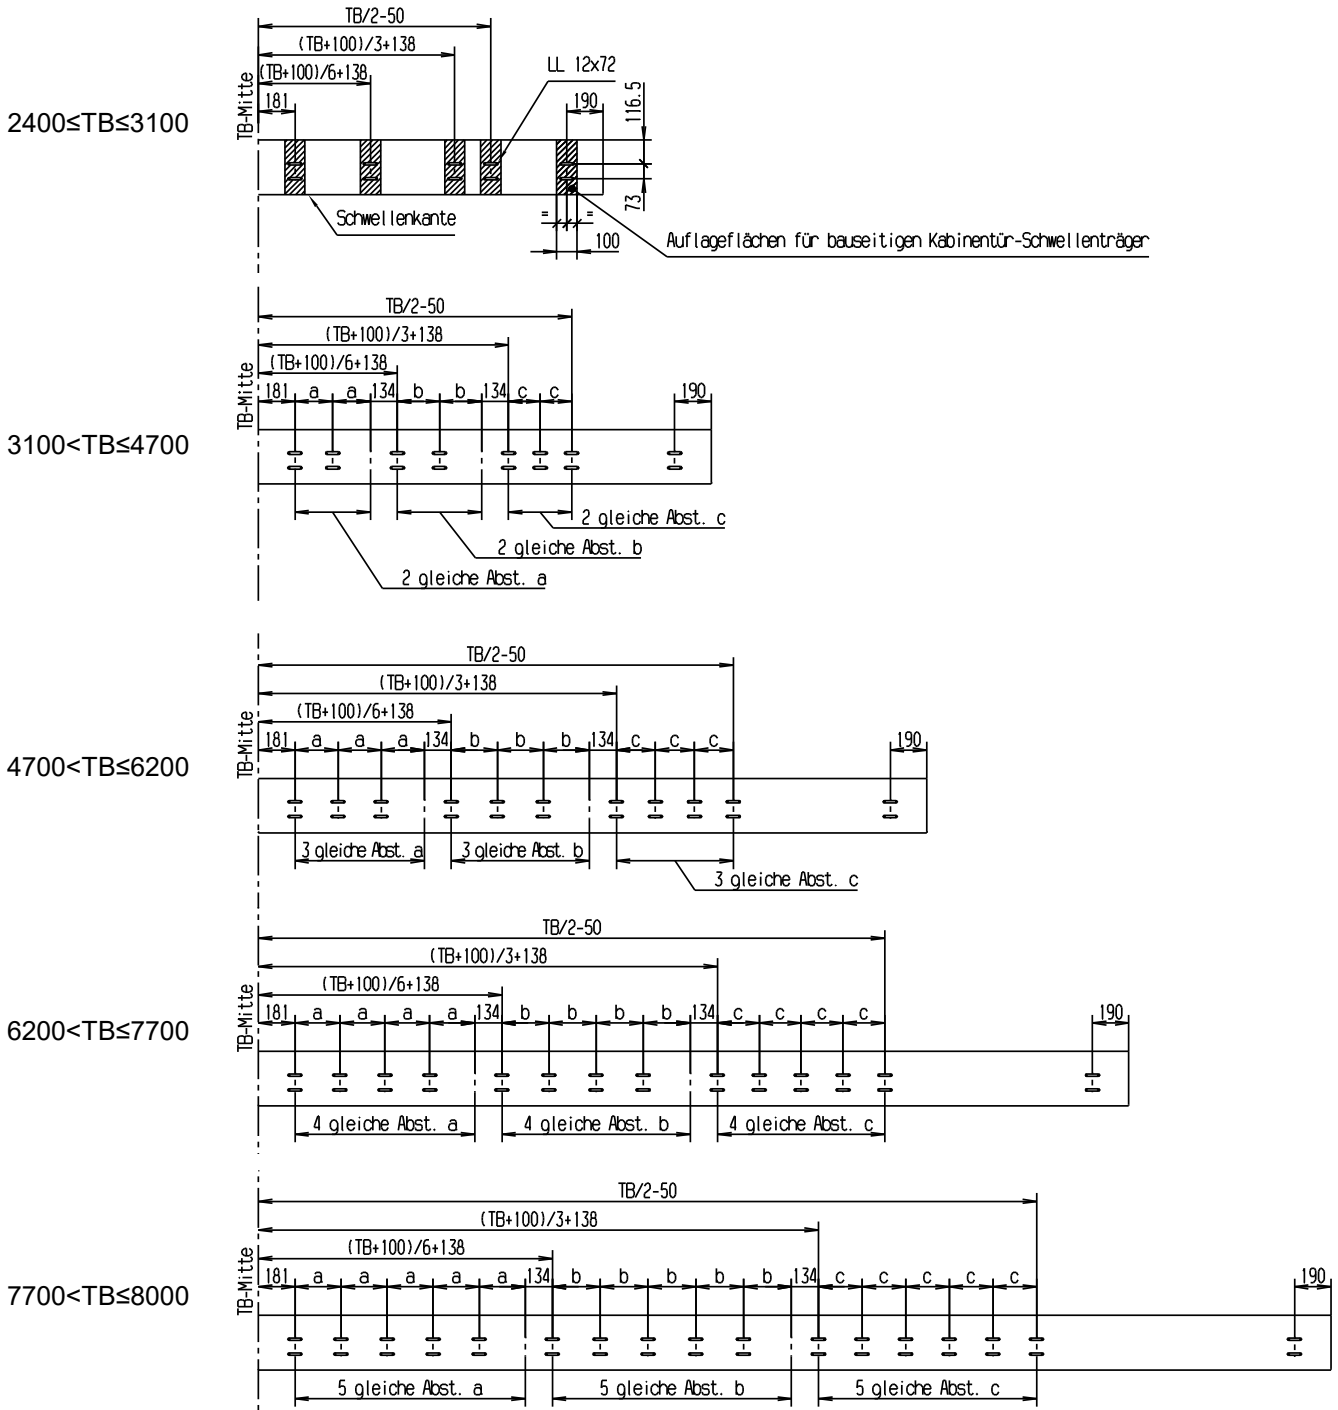 TB/2-50
(TB+100)/3+138
(TB+100)/6+138
LL 12x72
TB-Mitte
181
190
116.5
2400≤TB≤3100
73
Schwellenkante
= =
100
Auflageflächen für bauseitigen Kabinentür-Schwellenträger
TB/2-50
(TB+100)/3+138
(TB+100)/6+138
TB-Mitte
181 a a 134 b b 134 c c 190
3100<TB≤4700
2 gleiche Abst. c
2 gleiche Abst. b
2 gleiche Abst. a
TB/2-50
(TB+100)/3+138
(TB+100)/6+138
TB-Mitte
181 a a a 134 b b b 134 c c c 190
4700<TB≤6200
3 gleiche Abst. a 3 gleiche Abst. b
3 gleiche Abst. c
TB/2-50
(TB+100)/3+138
(TB+100)/6+138
TB-Mitte
181 a a a a 134 b b b b 134 c c c c 190
6200<TB≤7700
4 gleiche Abst. a 4 gleiche Abst. b 4 gleiche Abst. c
TB/2-50
(TB+100)/3+138
(TB+100)/6+138
TB-Mitte
181 a a a a a 134 b b b b b 134 c c c c c 190
7700<TB≤8000
5 gleiche Abst. a 5 gleiche Abst. b 5 gleiche Abst. c